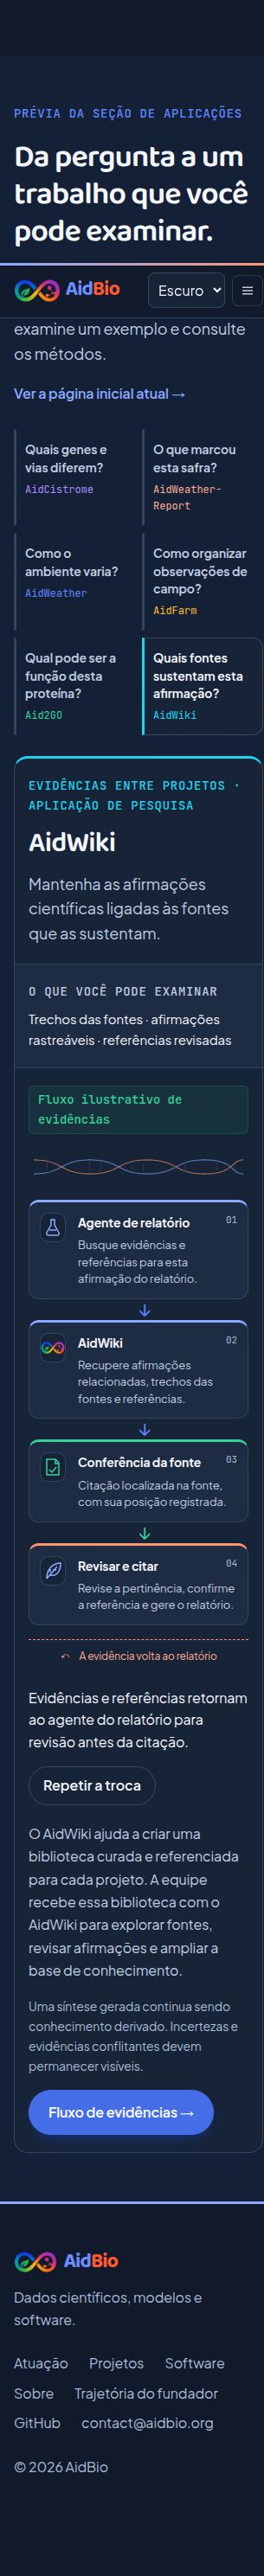 PRÉVIA DA SEÇÃO DE APLICAÇÕES
Da pergunta a um
trabalho que você
pode examinar.
AidBio
Escuro
examine um exemplo e consulte
os métodos.
Ver a página inicial atual →
Quais genes e
vias diferem?
AidCistrome
O que marcou
esta safra?
AidWeather-
Report
Como o
ambiente varia?
AidWeather
Como organizar
observações de
campo?
AidFarm
Qual pode ser a
função desta
proteína?
Aid2GO
Quais fontes
sustentam esta
afirmação?
AidWiki
EVIDÊNCIAS ENTRE PROJETOS ·
APLICAÇÃO DE PESQUISA
AidWiki
Mantenha as afirmações
científicas ligadas às fontes
que as sustentam.
O QUE VOCÊ PODE EXAMINAR
Trechos das fontes · afirmações
rastreáveis · referências revisadas
Fluxo ilustrativo de
evidências
Agente de relatório
01
Busque evidências e
referências para esta
afirmação do relatório.
↓
AidWiki
02
Recupere afirmações
relacionadas, trechos das
fontes e referências.
↓
Conferência da fonte
03
Citação localizada na fonte,
com sua posição registrada.
↓
Revisar e citar
04
Revise a pertinência, confirme
a referência e gere o relatório.
↶ A evidência volta ao relatório
Evidências e referências retornam
ao agente do relatório para
revisão antes da citação.
Repetir a troca
O AidWiki ajuda a criar uma
biblioteca curada e referenciada
para cada projeto. A equipe
recebe essa biblioteca com o
AidWiki para explorar fontes,
revisar afirmações e ampliar a
base de conhecimento.
Uma síntese gerada continua sendo
conhecimento derivado. Incertezas e
evidências conflitantes devem
permanecer visíveis.
Fluxo de evidências →
AidBio
Dados científicos, modelos e
software.
Atuação Projetos Software
Sobre Trajetória do fundador
GitHub contact@aidbio.org
© 2026 AidBio